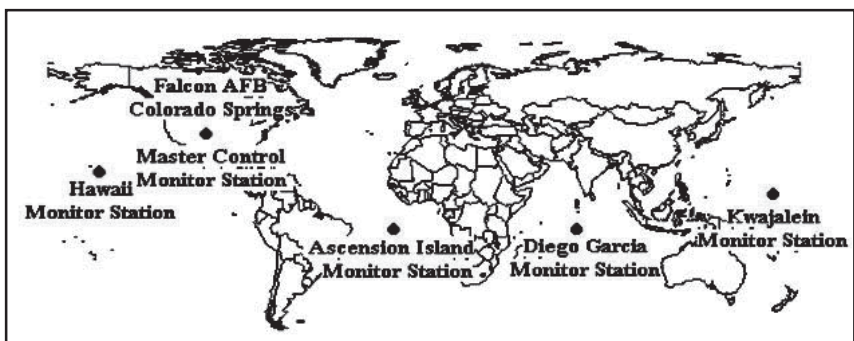 Falcon AFB
Colorado Springs
Master Control
Monitor Station
Hawaii
Monitor Station
Ascension Island
Monitor Station
Diego Garcia
Monitor Station
Kwajalein
Monitor Station